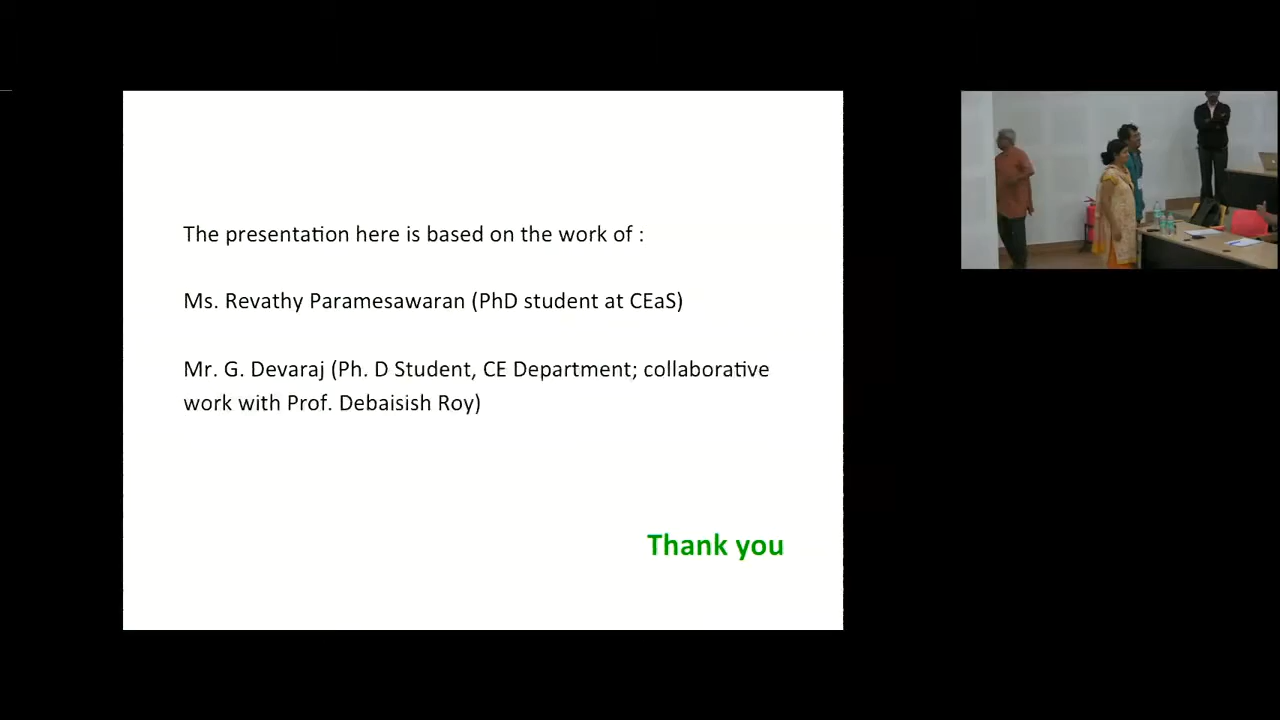 The presentation here is based on the work of :
Ms. Revathy Paramesawaran (PhD student at CEaS)
Mr. G. Devaraj (Ph. D Student, CE Department; collaborative
work with Prof. Debaisish Roy)
Thank you